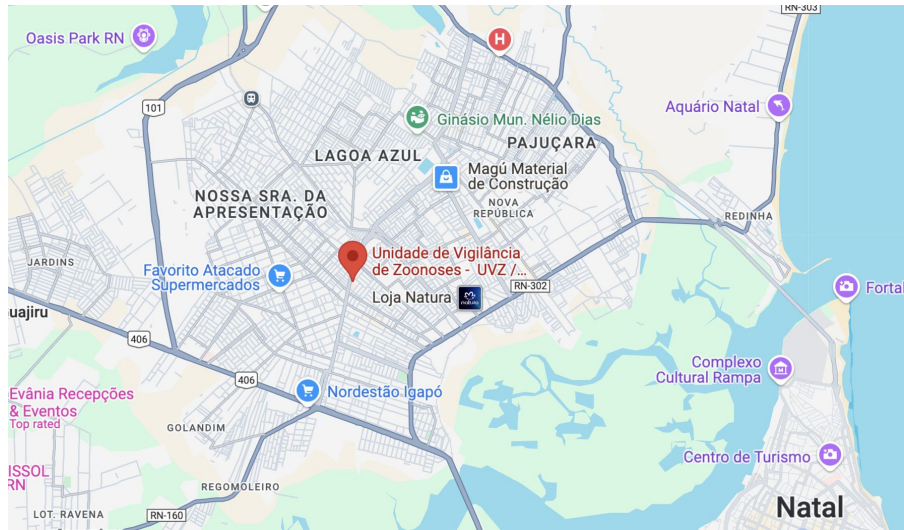 RN-303
Oasis Park RN
H
101
Aquário Natal
Ginásio Mun. Nélio Dias
PAJUÇARA
LAGOA AZUL
Magú Material
de Construção
NOSSA SRA. DA
APRESENTAÇÃO
NOVA
REPÚBLICA
REDINHA
Unidade de Vigilância
de Zoonoses - UVZ /...
JARDINS
Favorito Atacado
Supermercados
RN-302
Fortal
Loja Natura
natura
uajiru
406
Complexo
Cultural Rampa
406
Nordestão Igapó
Evânia Recepções
& Eventos
Top rated
GOLANDIM
Centro de Turismo
ISSOL
RN
REGOMOLEIRO
Natal
LOT. RAVENA
RN-160